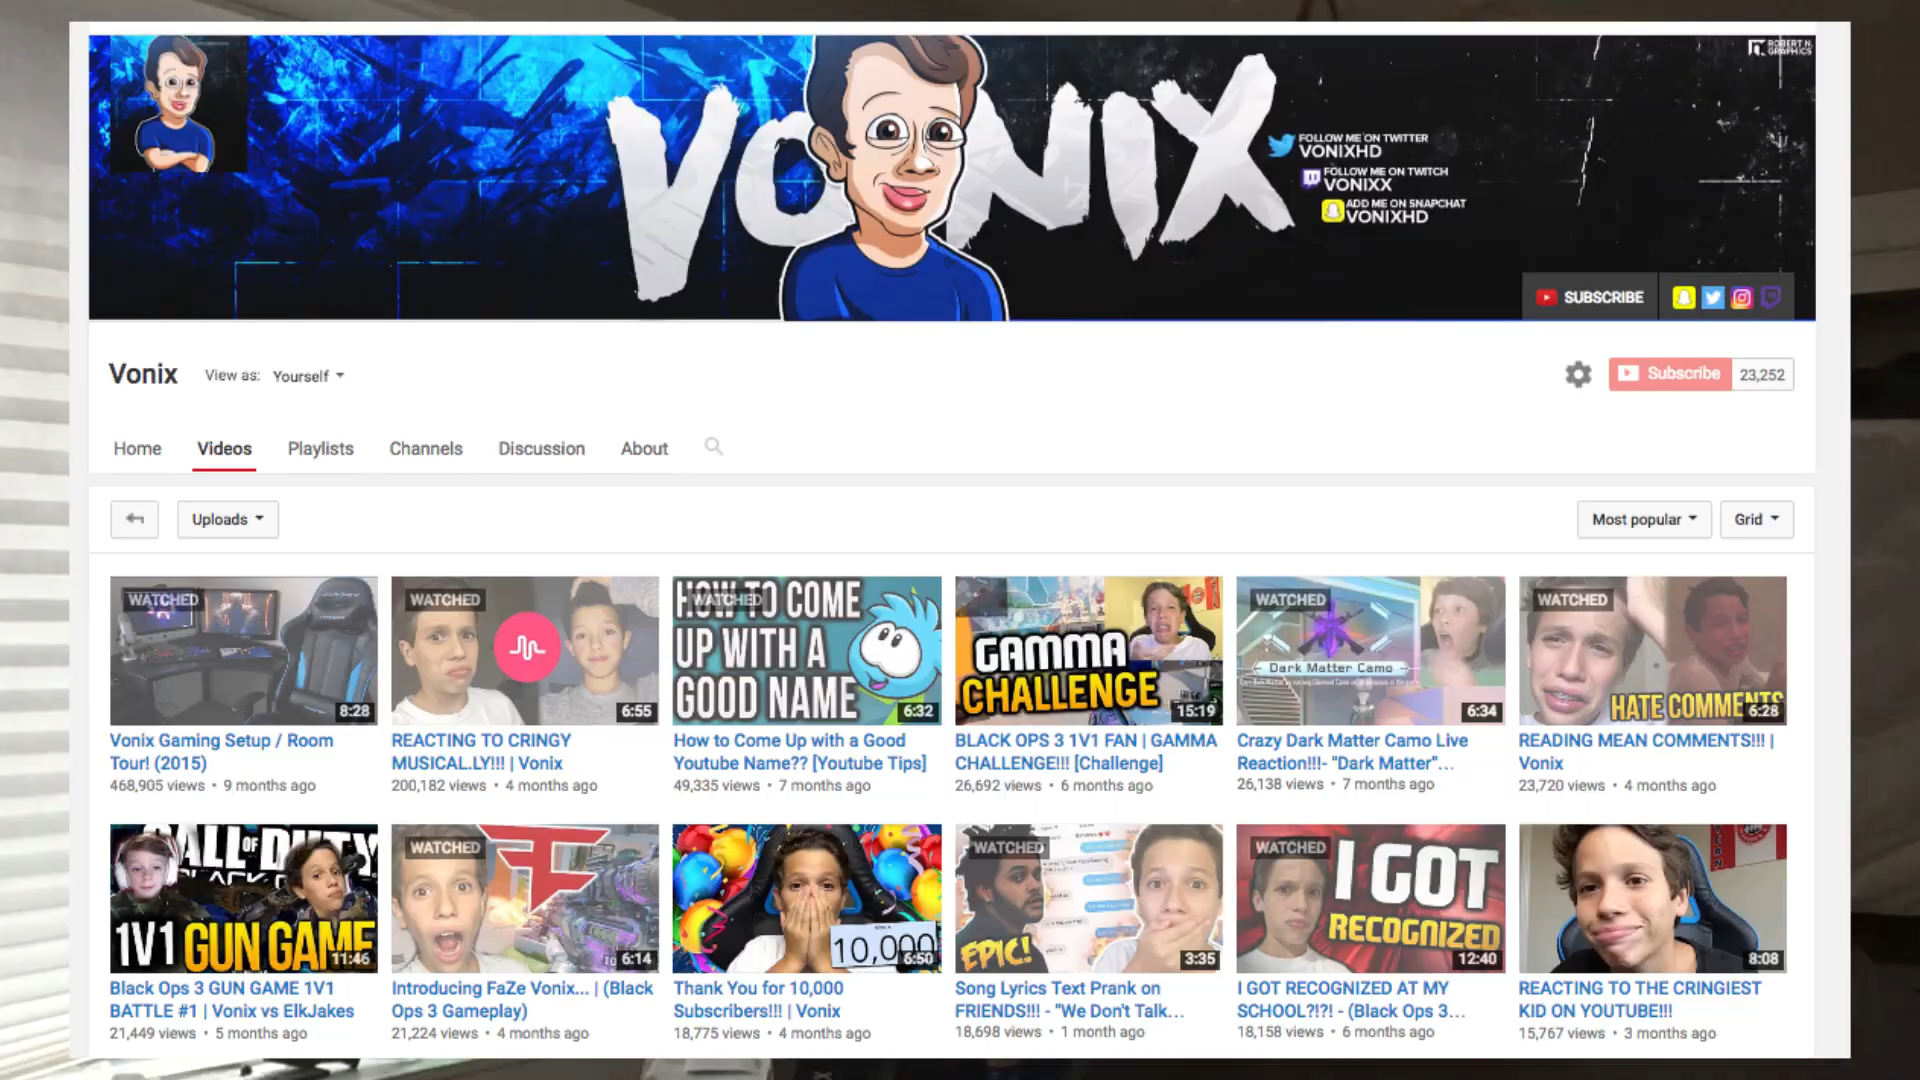 ROBERT N.
GRAPHICS
VONIX
FOLLOW ME ON TWITTER
VONIXHD
FOLLOW ME ON TWITCH
VONIXX
ADD ME ON SNAPCHAT
VONIXHD
SUBSCRIBE
Vonix
View as: Yourself
Subscribe 23,252
Home Videos Playlists Channels Discussion About
Uploads
Most popular Grid
WATCHED
8:28
Vonix Gaming Setup / Room
Tour! (2015)
468,905 views • 9 months ago
WATCHED
6:55
REACTING TO CRINGY
MUSICAL.LY!!! | Vonix
200,182 views • 4 months ago
WATCHED
HOW TO COME
UP WITH A
GOOD NAME
6:32
How to Come Up with a Good
Youtube Name?? [Youtube Tips]
49,335 views • 7 months ago
GAMMA
CHALLENGE
15:19
BLACK OPS 3 1V1 FAN | GAMMA
CHALLENGE!!! [Challenge]
26,692 views • 6 months ago
WATCHED
Dark Matter Camo
6:34
Crazy Dark Matter Camo Live
Reaction!!!- "Dark Matter"...
26,138 views • 7 months ago
WATCHED
HATE COMMENTS
6:28
READING MEAN COMMENTS!!! |
Vonix
23,720 views • 4 months ago
CALL OF DUTY
1V1 GUN GAME
11:46
Black Ops 3 GUN GAME 1V1
BATTLE #1 | Vonix vs ElkJakes
21,449 views • 5 months ago
WATCHED
6:14
Introducing FaZe Vonix... | (Black
Ops 3 Gameplay)
21,224 views • 4 months ago
10,000
6:50
Thank You for 10,000
Subscribers!!! | Vonix
18,775 views • 4 months ago
WATCHED
EPIC!
3:35
Song Lyrics Text Prank on
FRIENDS!!! - "We Don't Talk...
18,698 views • 1 month ago
WATCHED
I GOT
RECOGNIZED
12:40
I GOT RECOGNIZED AT MY
SCHOOL?!?! - (Black Ops 3...
18,158 views • 6 months ago
8:08
REACTING TO THE CRINGIEST
KID ON YOUTUBE!!!
15,767 views • 3 months ago